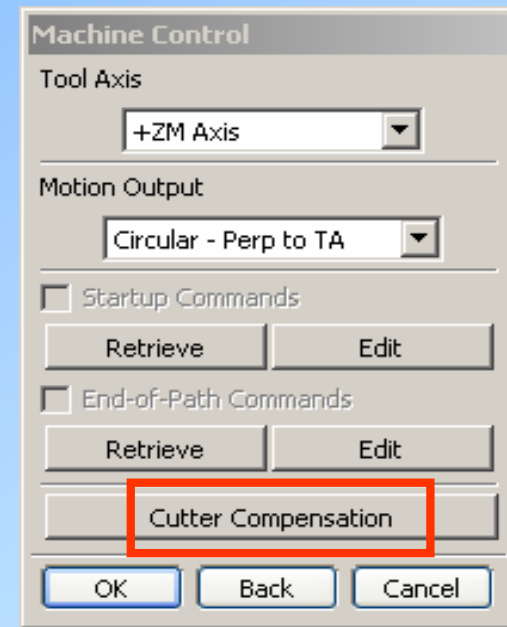 Machine Control
Tool Axis
+ZM Axis
Motion Output
Circular - Perp to TA
Startup Commands
Retrieve Edit
End-of-Path Commands
Retrieve Edit
Cutter Compensation
OK Back Cancel